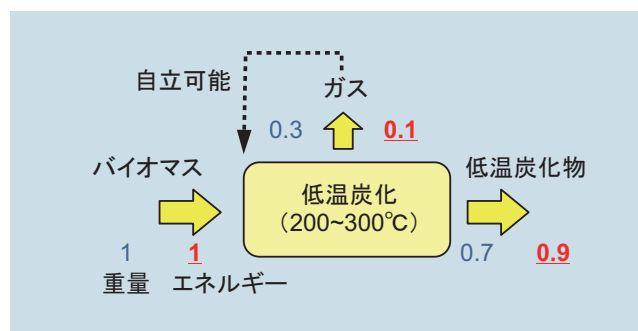 自立可能
ガス
0.3 0.1
バイオマス
低温炭化
(200~300℃)
低温炭化物
1 1
0.7 0.9
重量 エネルギー